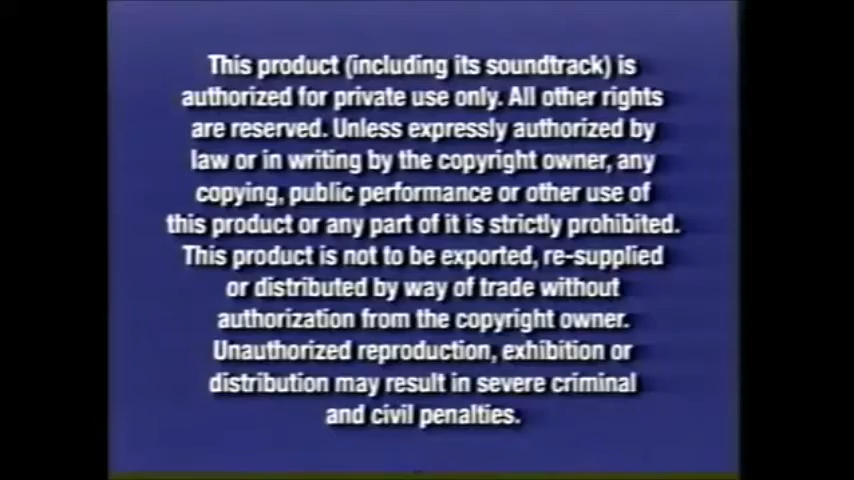 This product (including its soundtrack) is
authorized for private use only. All other rights
are reserved. Unless expressly authorized by
law or in writing by the copyright owner, any
copying, public performance or other use of
this product or any part of it is strictly prohibited.
This product is not to be exported, re-supplied
or distributed by way of trade without
authorization from the copyright owner.
Unauthorized reproduction, exhibition or
distribution may result in severe criminal
and civil penalties.